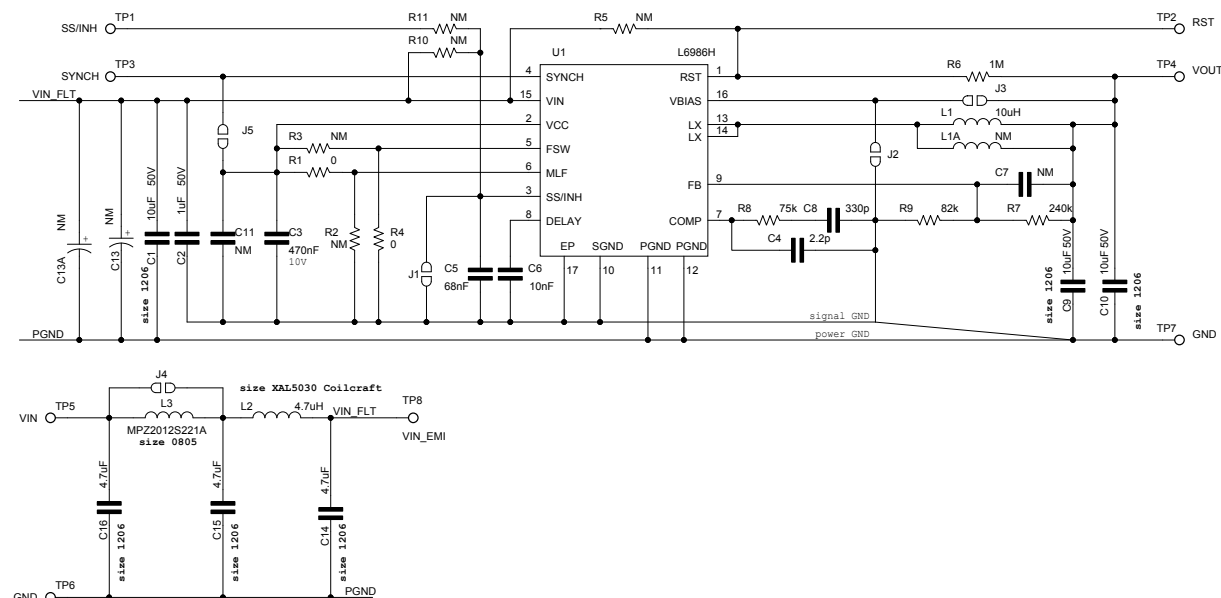 TP1
SS/INH
R11 NM
R10 NM
R5 NM
TP2
RST
U1 L6986H
TP3
SYNCH
4 SYNCH
RST 1
R6 1M
TP4
VOUT
VIN_FLT
15 VIN
VBIAS 16
J3
2 VCC
LX 13
LX 14
L1 10uH
L1A NM
J5
R3 NM
5 FSW
R1 0
6 MLF
J2
3 SS/INH
FB 9
C7 NM
8 DELAY
COMP 7
R8 75k
C8 330p
R9 82k
R7 240k
C4 2.2p
EP SGND PGND PGND
17 10 11 12
NM
C13A
NM
C13
10uF 50V
C1
size 1206
1uF 50V
C2
C11
NM
C3
470nF
10V
R2
NM
R4
0
J1
C5
68nF
C6
10nF
size 1206
10uF 50V
C9
10uF 50V
C10
size 1206
signal GND
PGND
power GND
TP7
GND
J4
size XAL5030 Coilcraft
VIN
TP5
L3
MPZ2012S221A
size 0805
L2 4.7uH
VIN_FLT
TP8
VIN_EMI
4.7uF
C16
size 1206
4.7uF
C15
size 1206
4.7uF
C14
size 1206
GND
TP6
PGND